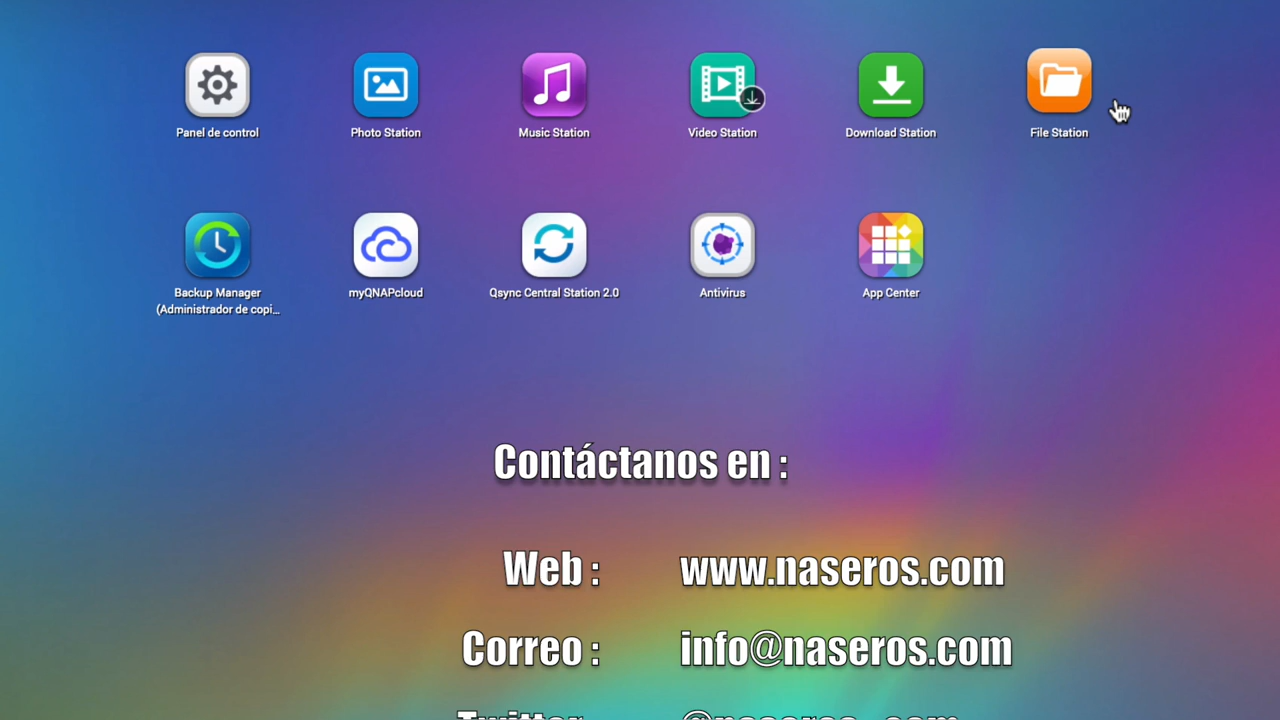 Panel de control
Photo Station
Music Station
Video Station
Download Station
File Station
Backup Manager
(Administrador de copi...
myQNAPcloud
Qsync Central Station 2.0
Antivirus
App Center
Contáctanos en :
Web : www.naseros.com
Correo : info@naseros.com
Twitter